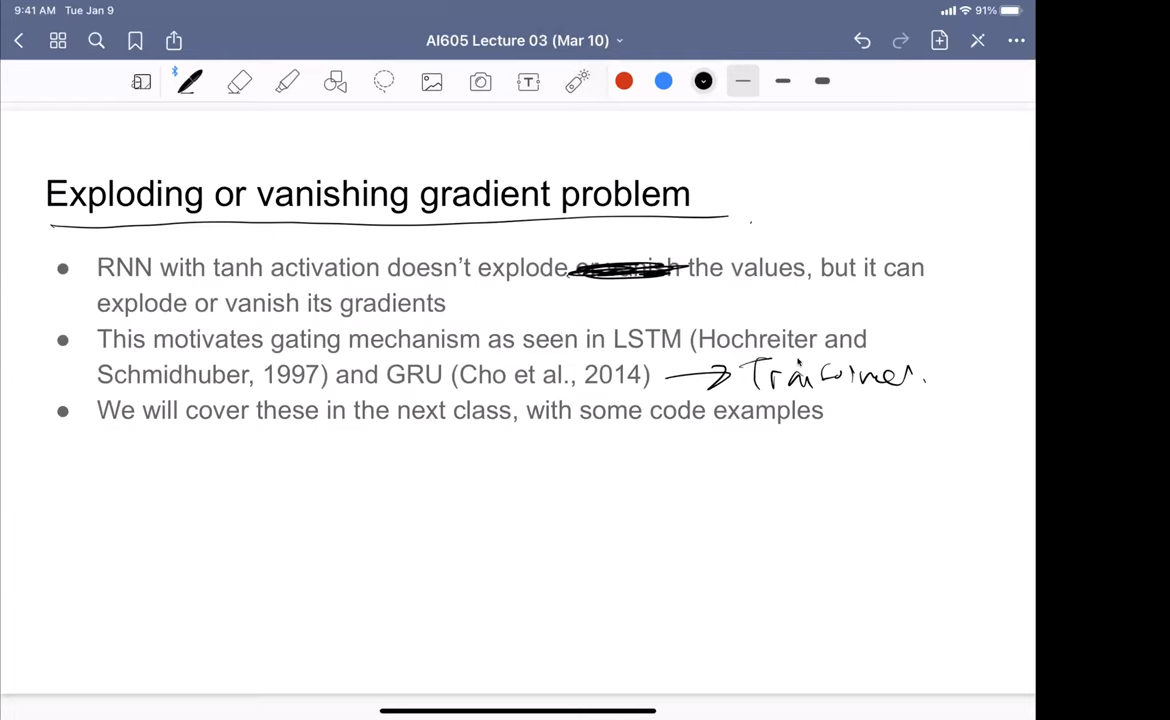 9:41 AM Tue Jan 9
91%
AI605 Lecture 03 (Mar 10)
T
Exploding or vanishing gradient problem
RNN with tanh activation doesn’t explode or vanish the values, but it can
explode or vanish its gradients
This motivates gating mechanism as seen in LSTM (Hochreiter and
Schmidhuber, 1997) and GRU (Cho et al., 2014)
We will cover these in the next class, with some code examples